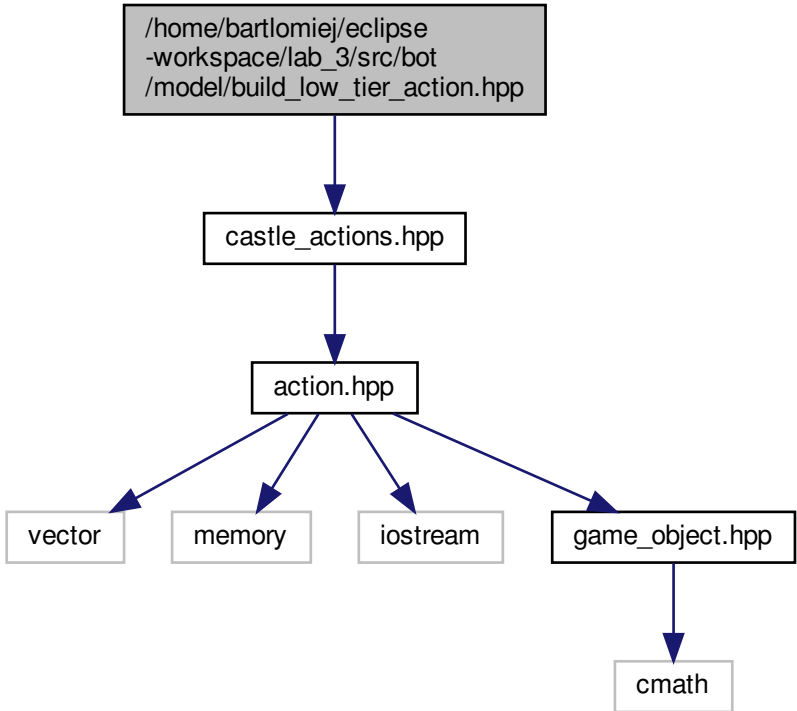 /home/bartlomiej/eclipse
-workspace/lab_3/src/bot
/model/build_low_tier_action.hpp
castle_actions.hpp
action.hpp
vector
memory
iostream
game_object.hpp
cmath